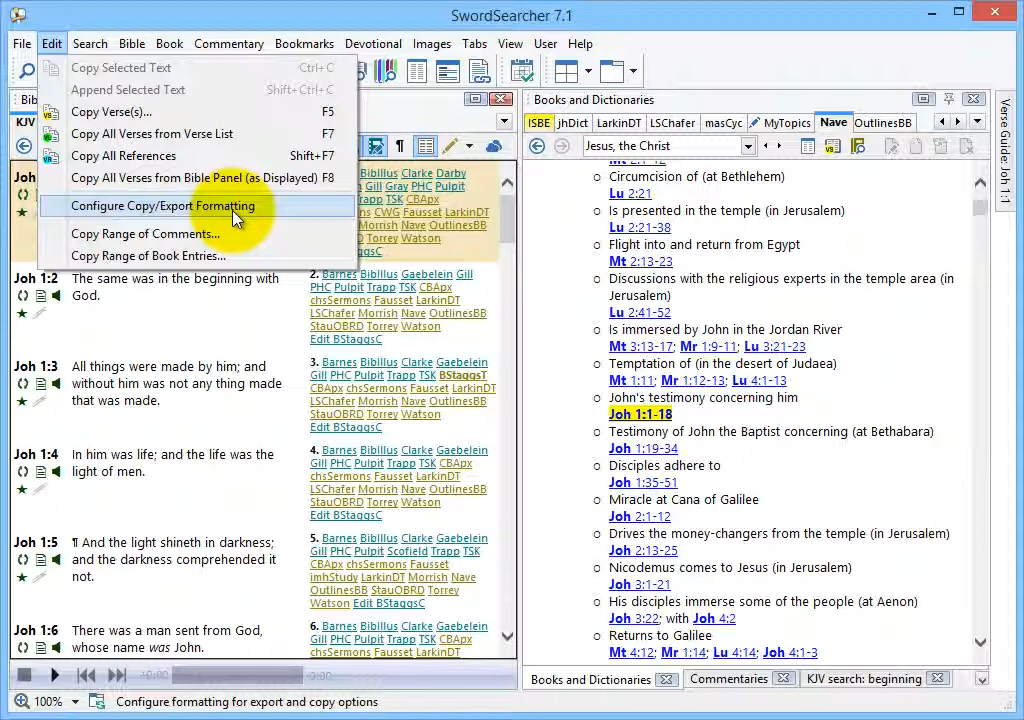 SwordSearcher 7.1
File Edit Search Bible Book Commentary Bookmarks Devotional Images Tabs View User Help
Copy Selected Text Ctrl+C
Append Selected Text Shift+Ctrl+C
Copy Verse(s)... F5
Copy All Verses from Verse List F7
Copy All References Shift+F7
Copy All Verses from Bible Panel (as Displayed) F8
Configure Copy/Export Formatting
Copy Range of Comments...
Copy Range of Book Entries...
Bib
KJV
Joh
Clarke Darby
Gill Gray PHC Pulpit
Torrey Trapp TSK CBApx
CWG Fausset LarkinDT
Joh 1:2 The same was in the beginning with
God.
2. Barnes BibIllus Clarke Gaebelein Gill
PHC Pulpit Trapp TSK CBApx
chsSermons Fausset LarkinDT
LSChafer Morrish Nave OutlinesBB
StauOBRD Torrey Watson
Edit BStaggsC
Joh 1:3 All things were made by him; and
without him was not any thing made
that was made.
3. Barnes BibIllus Clarke Gaebelein
Gill PHC Pulpit Trapp TSK BStaggsT
CBApx chsSermons Fausset LarkinDT
LSChafer Morrish Nave OutlinesBB
StauOBRD Torrey Watson
Edit BStaggsC
Joh 1:4 In him was life; and the life was the
light of men.
4. Barnes BibIllus Clarke Gaebelein
Gill PHC Pulpit Trapp TSK CBApx
chsSermons Fausset LarkinDT
LSChafer Morrish Nave OutlinesBB
StauOBRD Torrey Watson
Edit BStaggsC
Joh 1:5 ¶ And the light shineth in darkness;
and the darkness comprehended it
not.
5. Barnes BibIllus Clarke Gaebelein
Gill PHC Pulpit Scofield Trapp TSK
CBApx chsSermons Fausset
imhStudy LarkinDT Morrish Nave
OutlinesBB StauOBRD Torrey
Watson Edit BStaggsC
Joh 1:6 There was a man sent from God,
whose name was John.
6. Barnes BibIllus Clarke Gaebelein
Gill PHC Pulpit Trapp TSK CBApx
chsSermons Fausset LarkinDT
Books and Dictionaries
ISBE jhDict LarkinDT LSChafer masCyc MyTopics Nave OutlinesBB
Jesus, the Christ
Mt 2:1-12
Circumcision of (at Bethlehem)
Lu 2:21
Is presented in the temple (in Jerusalem)
Lu 2:21-38
Flight into and return from Egypt
Mt 2:13-23
Discussions with the religious experts in the temple area (in
Jerusalem)
Lu 2:41-52
Is immersed by John in the Jordan River
Mt 3:13-17; Mr 1:9-11; Lu 3:21-23
Temptation of (in the desert of Judaea)
Mt 1:11; Mr 1:12-13; Lu 4:1-13
John's testimony concerning him
Joh 1:1-18
Testimony of John the Baptist concerning (at Bethabara)
Joh 1:19-34
Disciples adhere to
Joh 1:35-51
Miracle at Cana of Galilee
Joh 2:1-12
Drives the money-changers from the temple (in Jerusalem)
Joh 2:13-25
Nicodemus comes to Jesus (in Jerusalem)
Joh 3:1-21
His disciples immerse some of the people (at Aenon)
Joh 3:22; with Joh 4:2
Returns to Galilee
Mt 4:12; Mr 1:14; Lu 4:14; Joh 4:1-3
Verse Guide: Joh 1:1
Books and Dictionaries Commentaries KJV search: beginning
100% Configure formatting for export and copy options